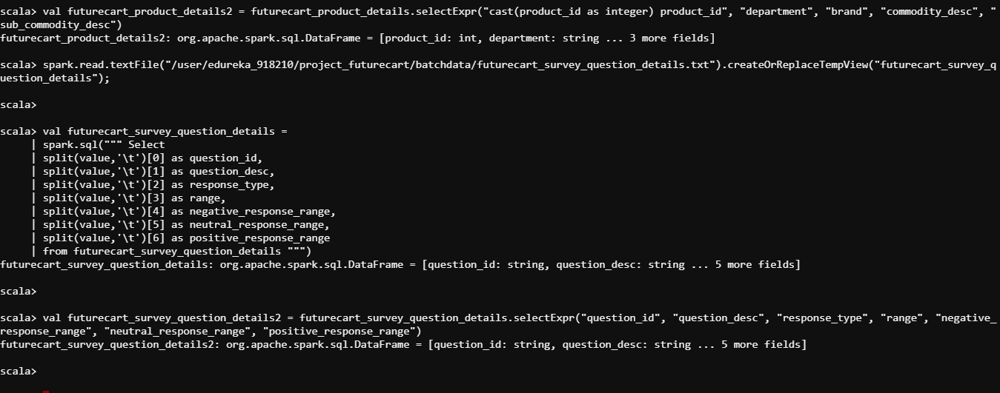 scala> val futurecart_product_details2 = futurecart_product_details.selectExpr("cast(product_id as integer) product_id", "department", "brand", "commodity_desc", "
sub_commodity_desc")
futurecart_product_details2: org.apache.spark.sql.DataFrame = [product_id: int, department: string ... 3 more fields]
scala> spark.read.textFile("/user/edureka_918210/project_futurecart/batchdata/futurecart_survey_question_details.txt").createOrReplaceTempView("futurecart_survey_q
uestion_details");
scala>
scala> val futurecart_survey_question_details =
     | spark.sql(""" Select
     | split(value,'\t')[0] as question_id,
     | split(value,'\t')[1] as question_desc,
     | split(value,'\t')[2] as response_type,
     | split(value,'\t')[3] as range,
     | split(value,'\t')[4] as negative_response_range,
     | split(value,'\t')[5] as neutral_response_range,
     | split(value,'\t')[6] as positive_response_range
     | from futurecart_survey_question_details """)
futurecart_survey_question_details: org.apache.spark.sql.DataFrame = [question_id: string, question_desc: string ... 5 more fields]
scala>
scala> val futurecart_survey_question_details2 = futurecart_survey_question_details.selectExpr("question_id", "question_desc", "response_type", "range", "negative_
response_range", "neutral_response_range", "positive_response_range")
futurecart_survey_question_details2: org.apache.spark.sql.DataFrame = [question_id: string, question_desc: string ... 5 more fields]
scala>